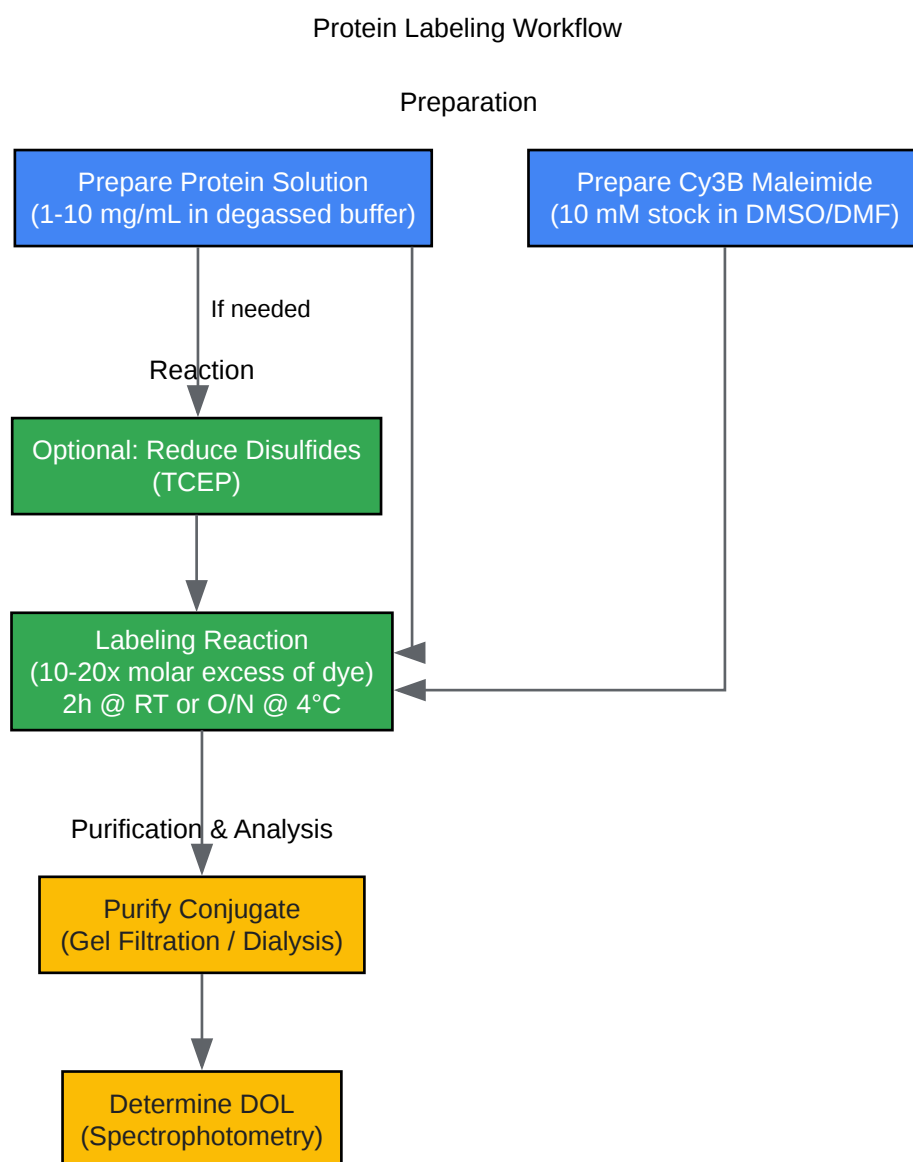 Protein Labeling Workflow
Preparation
Prepare Protein Solution
(1-10 mg/mL in degassed buffer)
Prepare Cy3B Maleimide
(10 mM stock in DMSO/DMF)
If needed
Reaction
Optional: Reduce Disulfides
(TCEP)
Labeling Reaction
(10-20x molar excess of dye)
2h @ RT or O/N @ 4°C
Purification & Analysis
Purify Conjugate
(Gel Filtration / Dialysis)
Determine DOL
(Spectrophotometry)